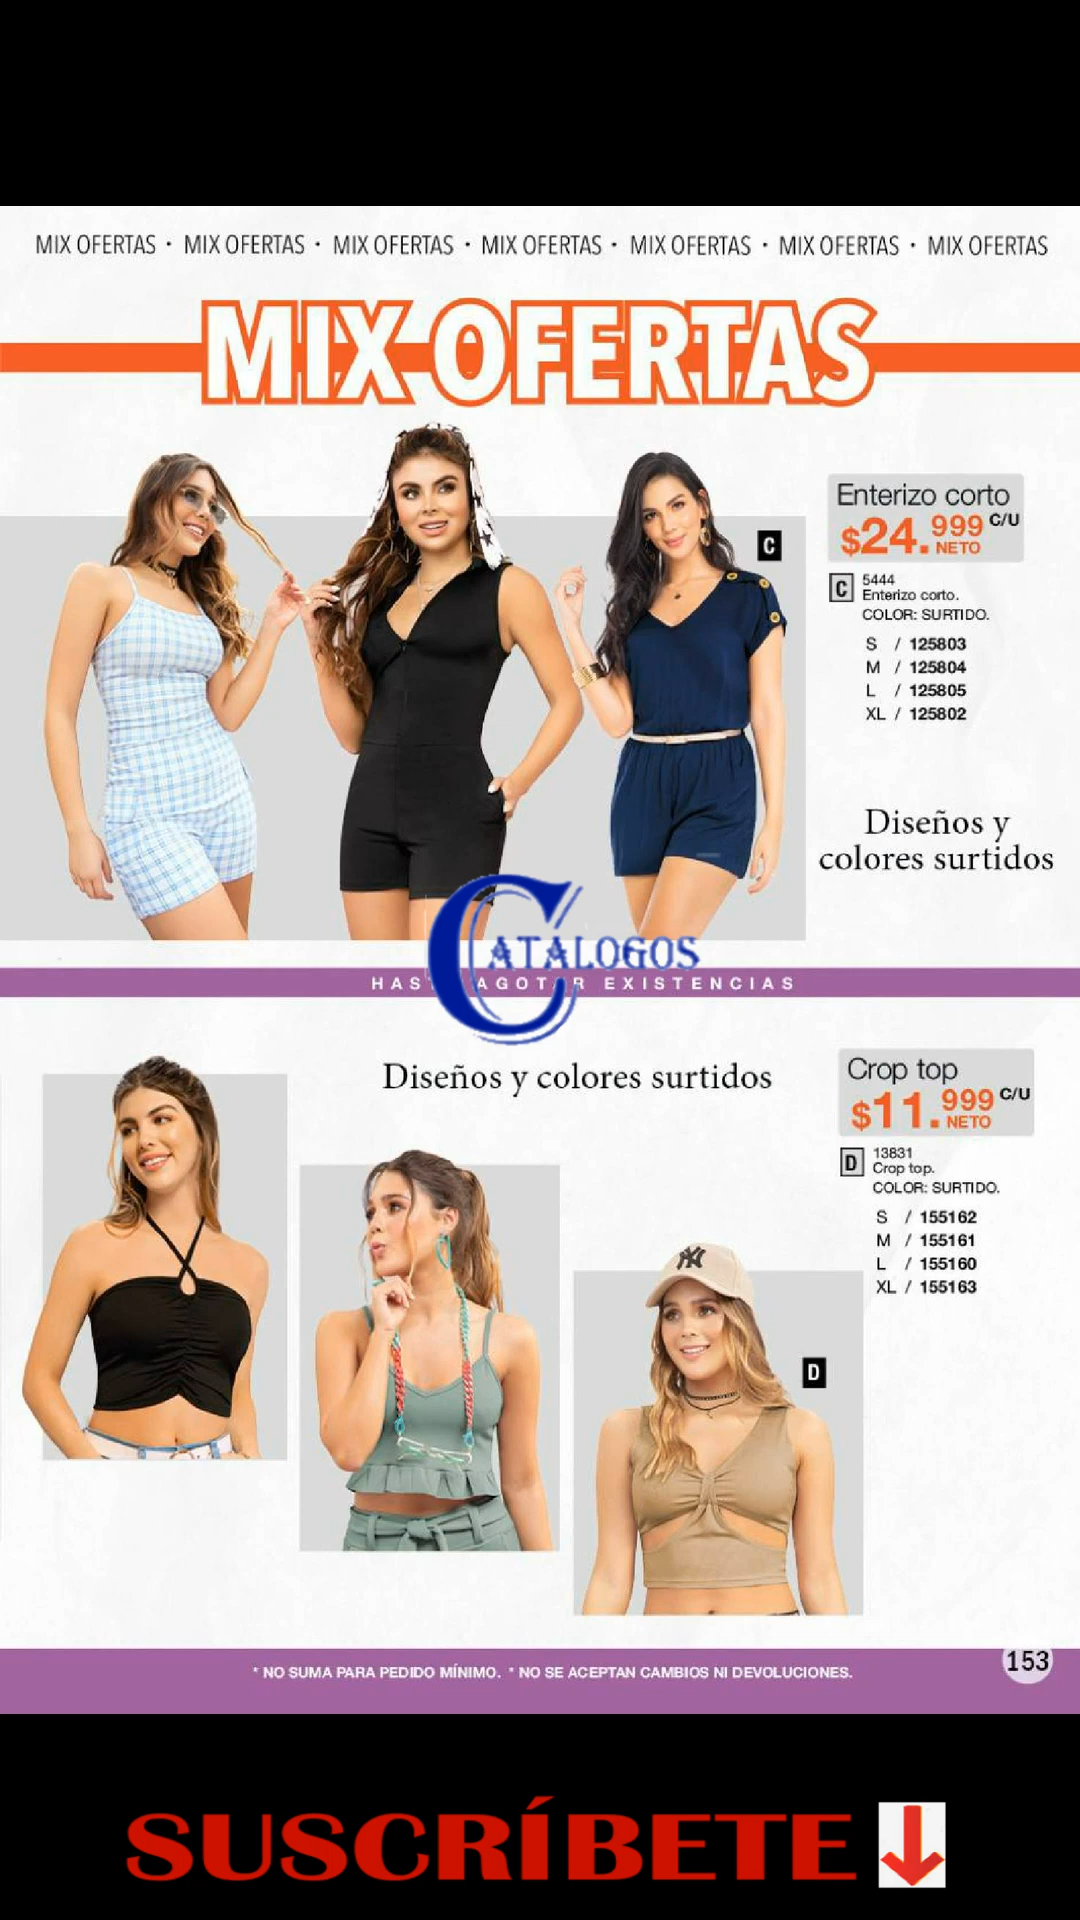 MIX OFERTAS • MIX OFERTAS • MIX OFERTAS • MIX OFERTAS • MIX OFERTAS • MIX OFERTAS • MIX OFERTAS
MIX OFERTAS
C
Enterizo corto
$24.999 C/U
NETO
C 5444
Enterizo corto.
COLOR: SURTIDO.
S / 125803
M / 125804
L / 125805
XL / 125802
Diseños y
colores surtidos
CATÁLOGOS
HASTA AGOTAR EXISTENCIAS
Diseños y colores surtidos
Crop top
$11.999 C/U
NETO
D 13831
Crop top.
COLOR: SURTIDO.
S / 155162
M / 155161
L / 155160
XL / 155163
NY
D
* NO SUMA PARA PEDIDO MÍNIMO. * NO SE ACEPTAN CAMBIOS NI DEVOLUCIONES.
153
SUSCRÍBETE